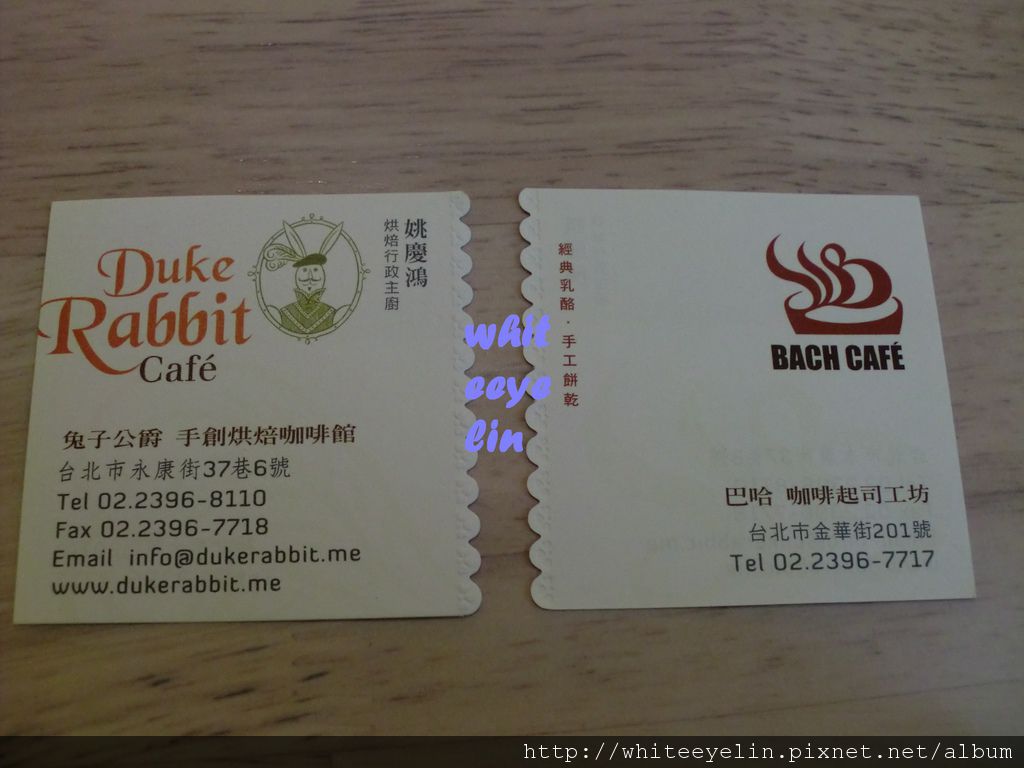 Duke
Rabbit
Café
姚慶鴻
烘焙行政主廚
兔子公爵 手創烘焙咖啡館
台北市永康街37巷6號
Tel 02.2396-8110
Fax 02.2396-7718
Email info@dukerabbit.me
www.dukerabbit.me
whit
eeye
lin
經典乳酪．手工餅乾
BACH CAFÉ
巴哈 咖啡起司工坊
台北市金華街201號
Tel 02.2396-7717
http://whiteeyelin.pixnet.net/album